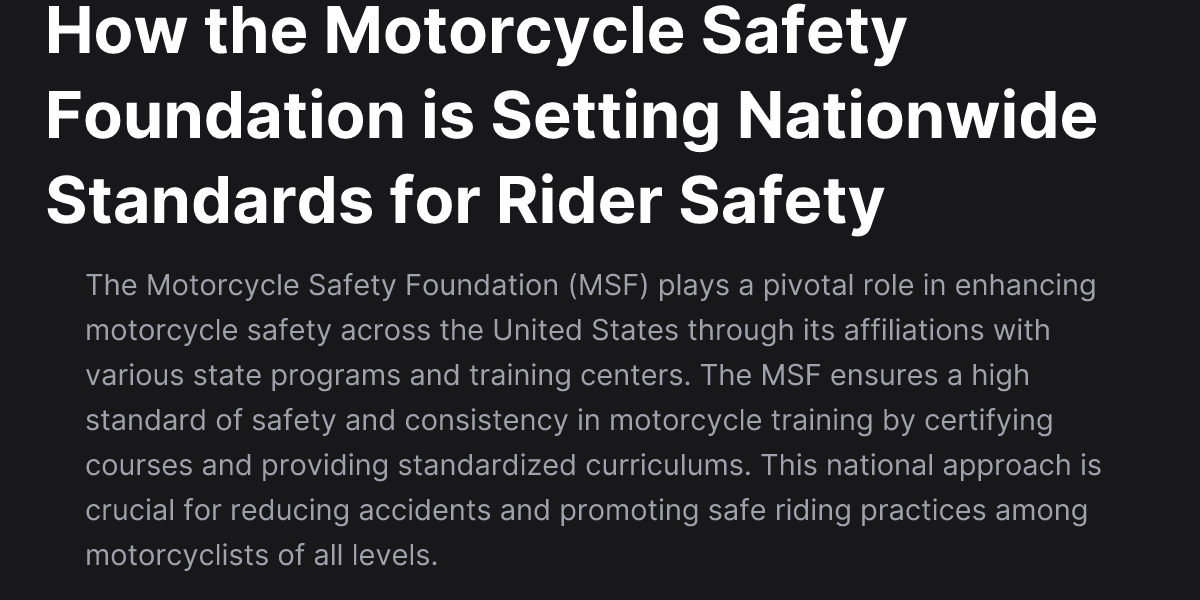 How the Motorcycle Safety
Foundation is Setting Nationwide
Standards for Rider Safety
The Motorcycle Safety Foundation (MSF) plays a pivotal role in enhancing
motorcycle safety across the United States through its affiliations with
various state programs and training centers. The MSF ensures a high
standard of safety and consistency in motorcycle training by certifying
courses and providing standardized curriculums. This national approach is
crucial for reducing accidents and promoting safe riding practices among
motorcyclists of all levels.